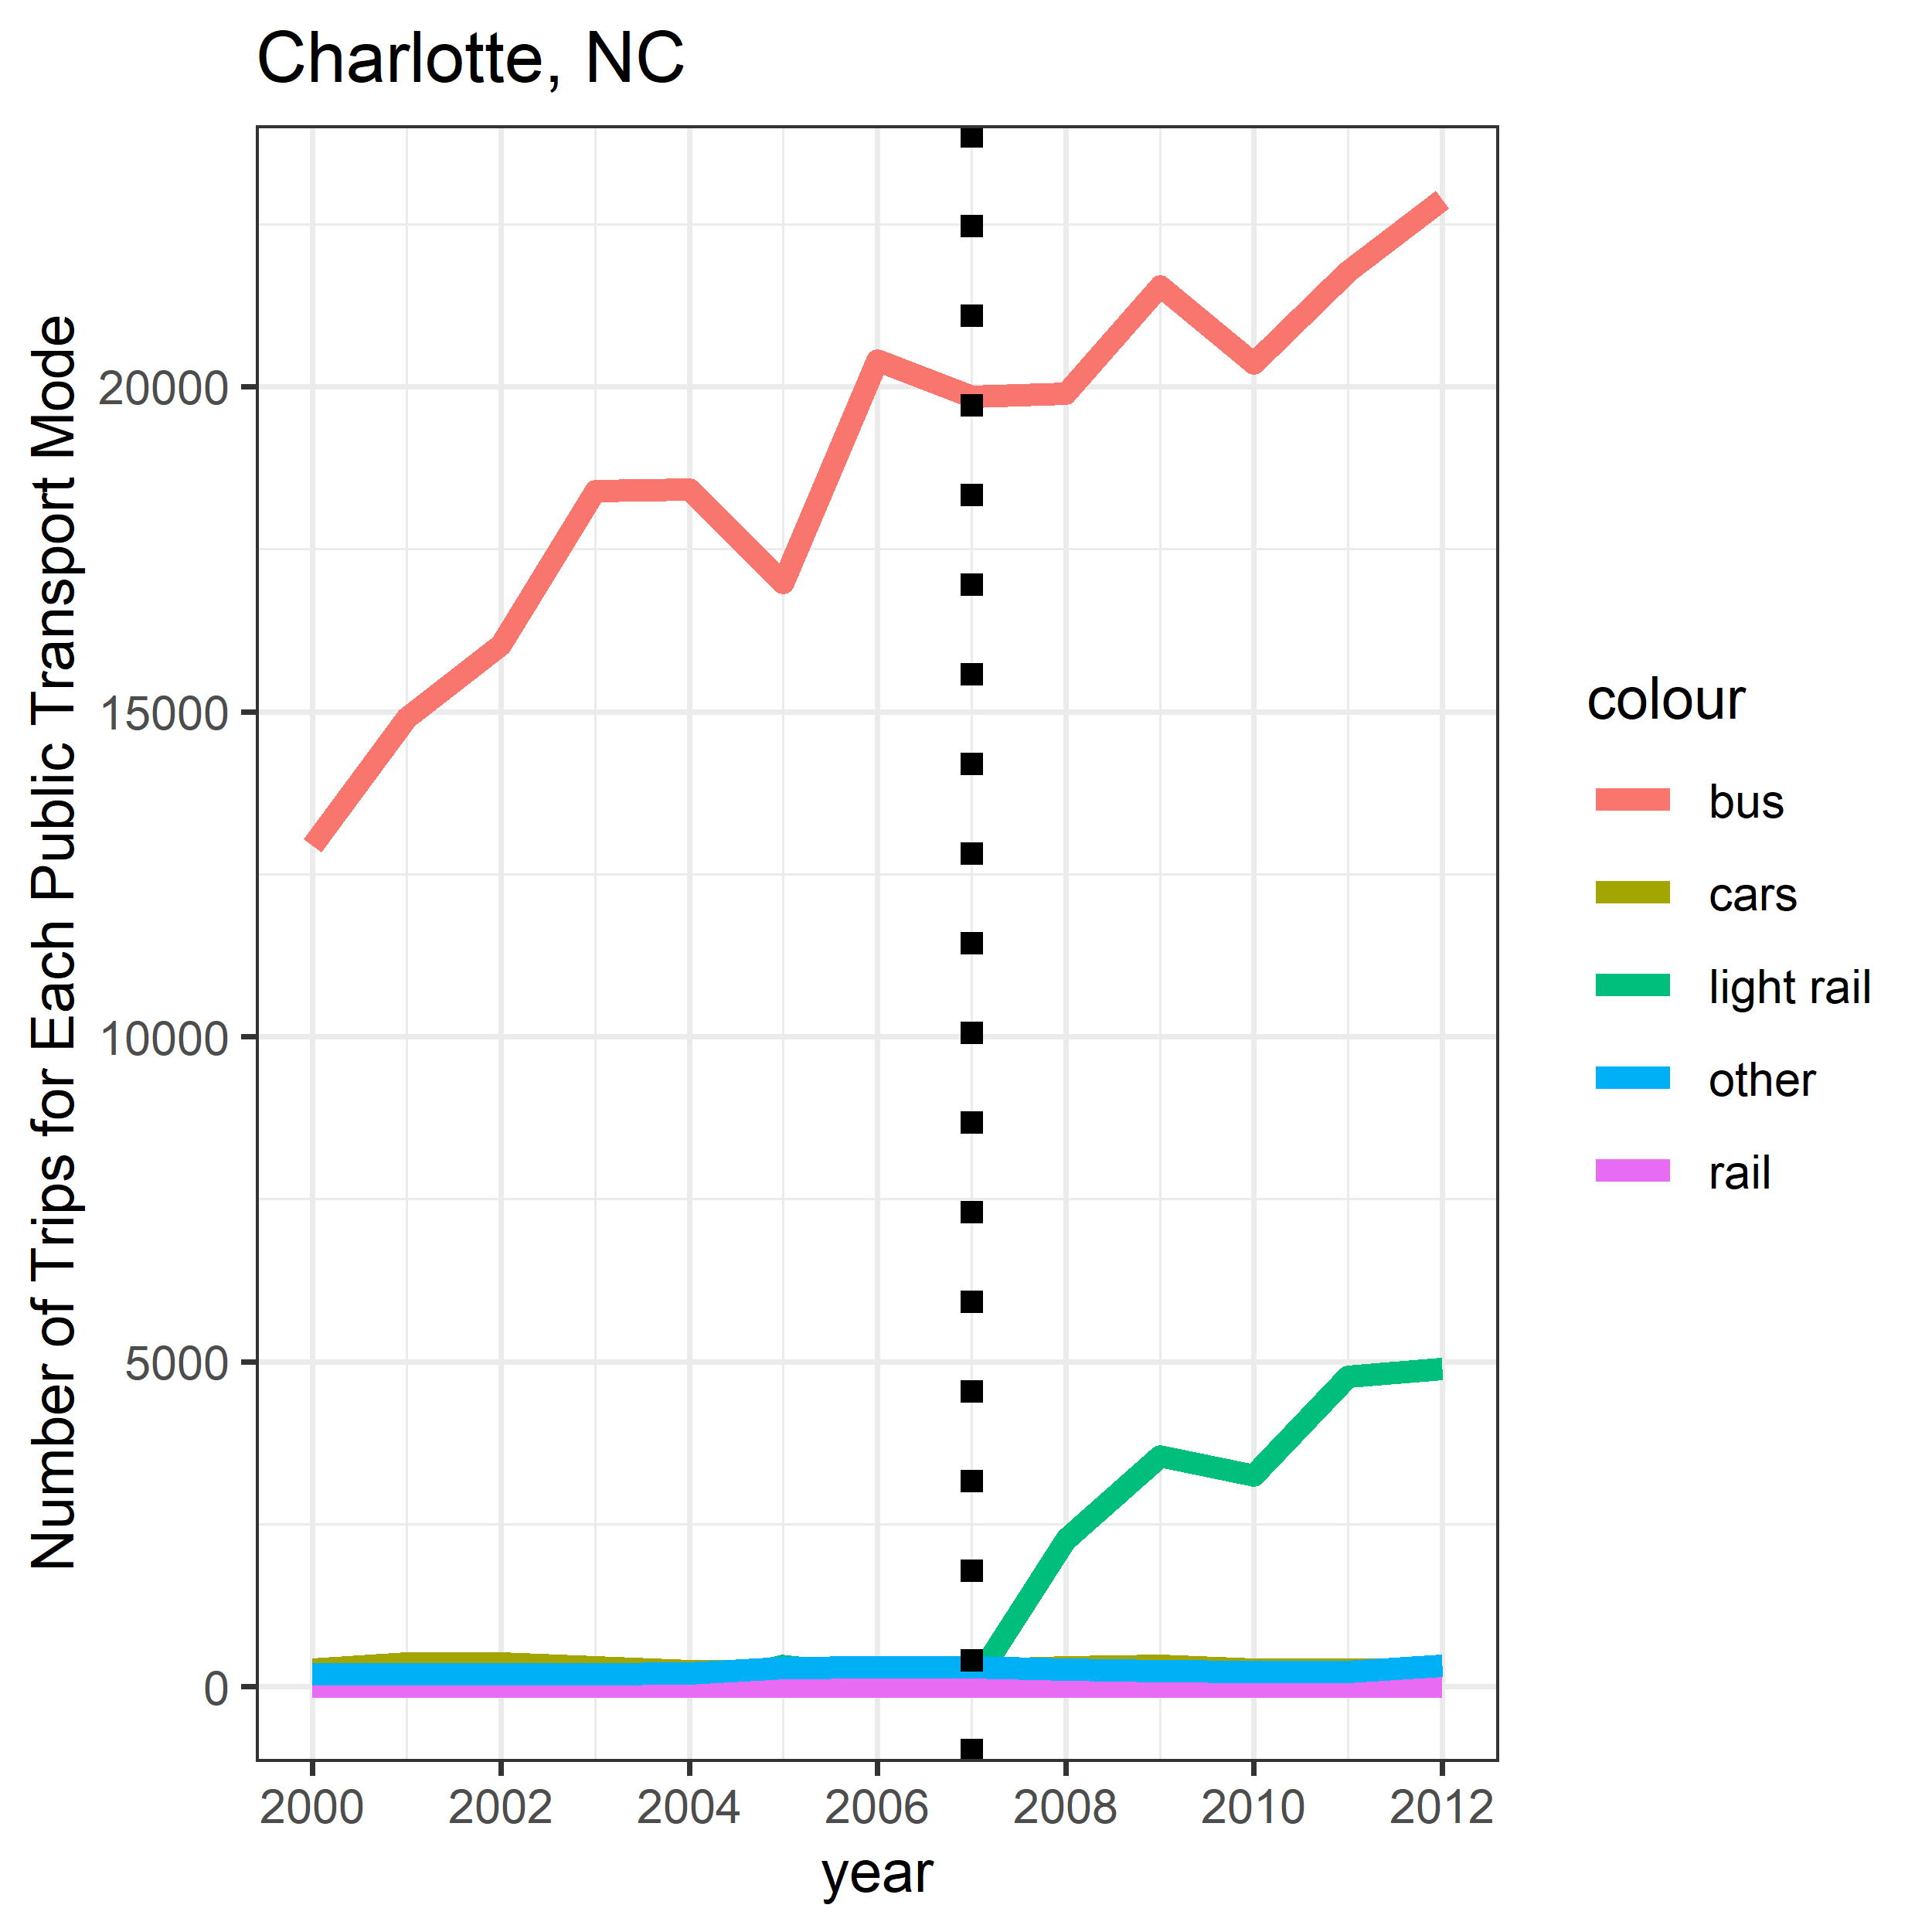 Charlotte, NC
Number of Trips for Each Public Transport Mode
20000
15000
10000
5000
0
2000 2002 2004 2006 2008 2010 2012
year
colour
bus
cars
light rail
other
rail